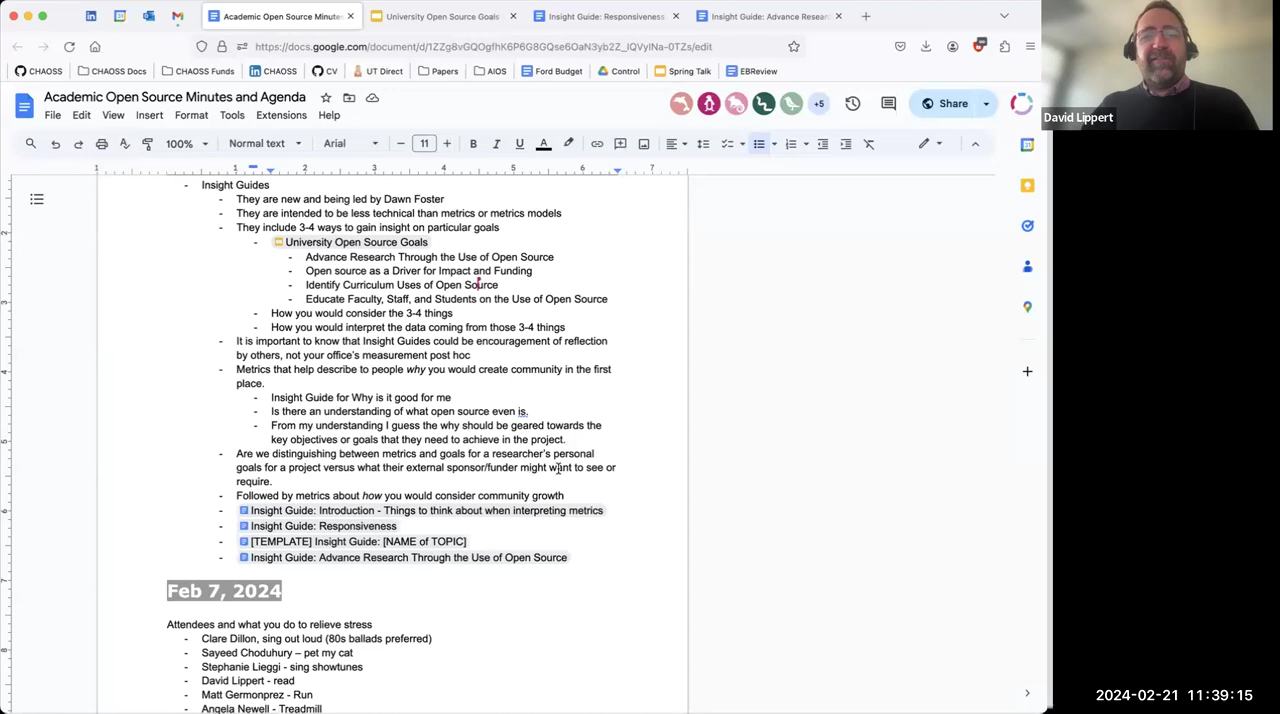 Academic Open Source Minutes
University Open Source Goals
Insight Guide: Responsiveness
Insight Guide: Advance Resear
https://docs.google.com/document/d/1ZZg8vGQOgfhK6P6G8GQse6OaN3yb2Z_IQVyINa-0TZs/edit
CHAOSS
CHAOSS Docs
CHAOSS Funds
CHAOSS
CV
UT Direct
Papers
AIOS
Ford Budget
Control
Spring Talk
EBReview
Academic Open Source Minutes and Agenda
File Edit View Insert Format Tools Extensions Help
+5
Share
100% Normal text Arial 11
1 1 2 3 4 5 6 7
- Insight Guides
- They are new and being led by Dawn Foster
- They are intended to be less technical than metrics or metrics models
- They include 3-4 ways to gain insight on particular goals
- University Open Source Goals
- Advance Research Through the Use of Open Source
- Open source as a Driver for Impact and Funding
- Identify Curriculum Uses of Open Source
- Educate Faculty, Staff, and Students on the Use of Open Source
- How you would consider the 3-4 things
- How you would interpret the data coming from those 3-4 things
- It is important to know that Insight Guides could be encouragement of reflection
by others, not your office's measurement post hoc
- Metrics that help describe to people why you would create community in the first
place.
- Insight Guide for Why is it good for me
- Is there an understanding of what open source even is.
- From my understanding I guess the why should be geared towards the
key objectives or goals that they need to achieve in the project.
- Are we distinguishing between metrics and goals for a researcher's personal
goals for a project versus what their external sponsor/funder might want to see or
require.
- Followed by metrics about how you would consider community growth
- Insight Guide: Introduction - Things to think about when interpreting metrics
- Insight Guide: Responsiveness
- [TEMPLATE] Insight Guide: [NAME of TOPIC]
- Insight Guide: Advance Research Through the Use of Open Source
Feb 7, 2024
Attendees and what you do to relieve stress
- Clare Dillon, sing out loud (80s ballads preferred)
- Sayeed Choduhury – pet my cat
- Stephanie Lieggi - sing showtunes
- David Lippert - read
- Matt Germonprez - Run
- Angela Newell - Treadmill
2
3
4
5
6
7
8
David Lippert
2024-02-21 11:39:15